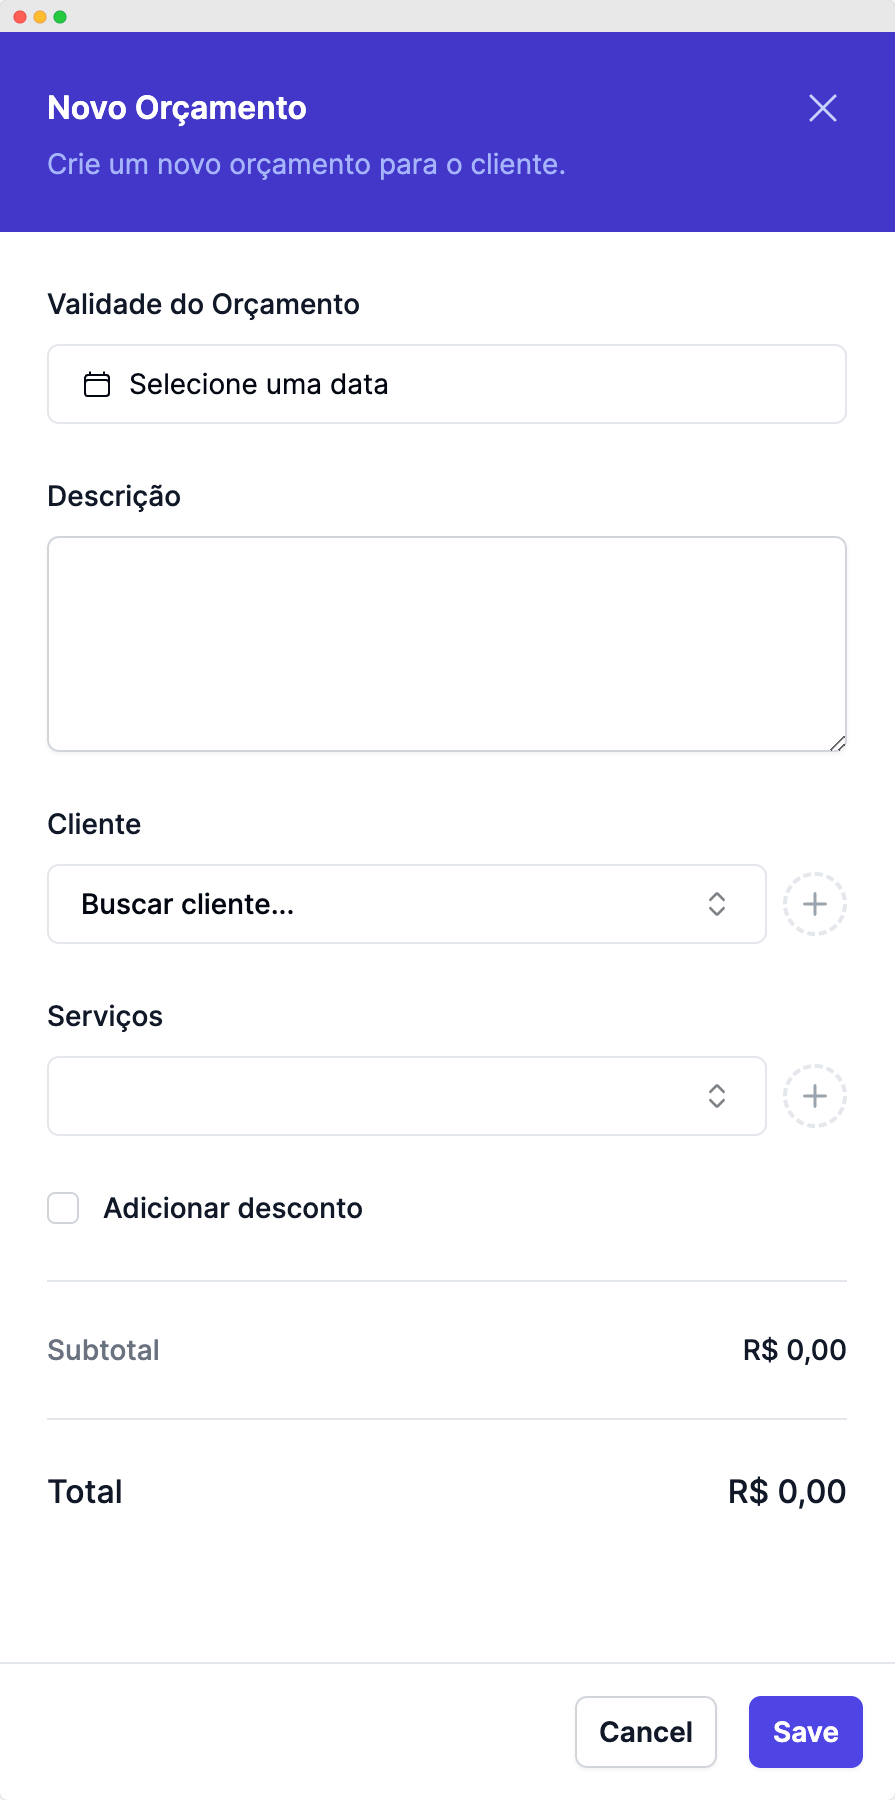 Novo Orçamento
Crie um novo orçamento para o cliente.
Validade do Orçamento
Selecione uma data
Descrição
Cliente
Buscar cliente...
Serviços
Adicionar desconto
Subtotal R$ 0,00
Total R$ 0,00
Cancel Save